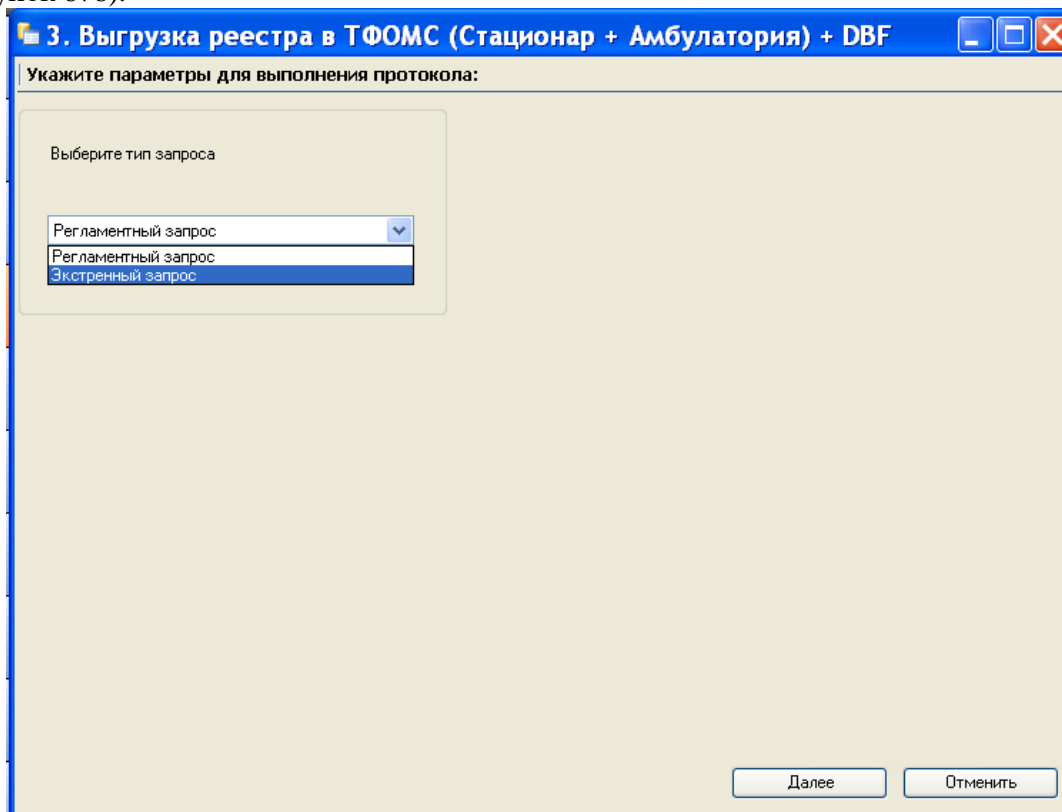 3. Выгрузка реестра в ТФОМС (Стационар + Амбулатория) + DBF
Укажите параметры для выполнения протокола:
Выберите тип запроса
Регламентный запрос
Регламентный запрос
Экстренный запрос
Далее
Отменить